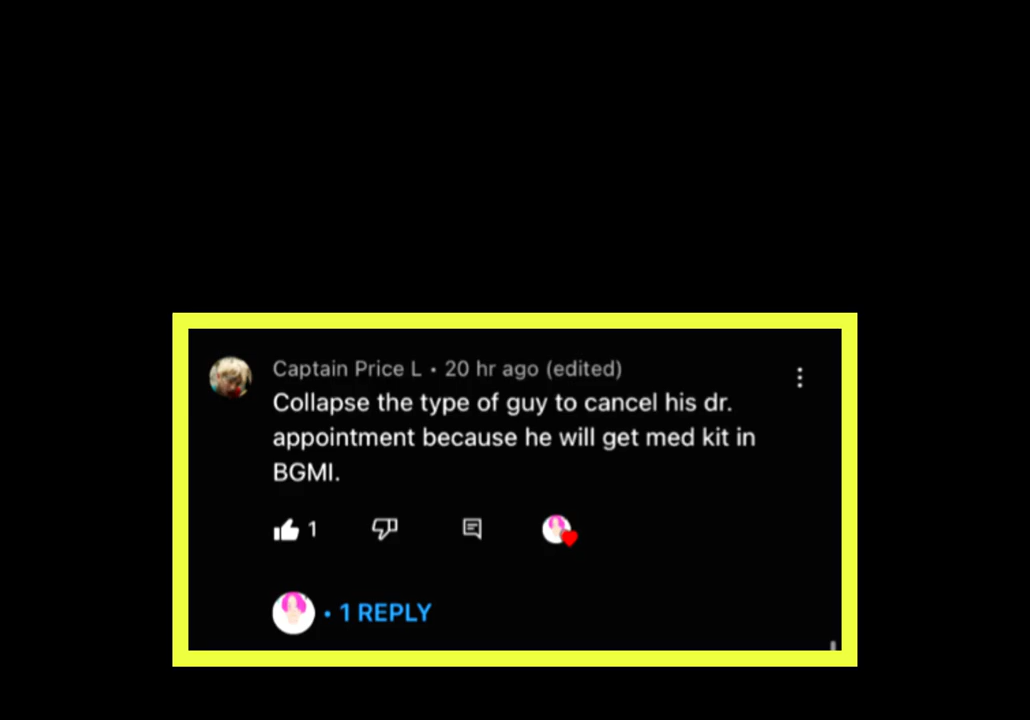 Captain Price L • 20 hr ago (edited)
Collapse the type of guy to cancel his dr.
appointment because he will get med kit in
BGMI.
1
• 1 REPLY